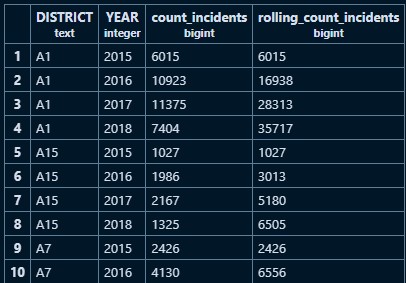 DISTRICT YEAR count_incidents rolling_count_incidents
text integer bigint bigint
1 A1 2015 6015 6015
2 A1 2016 10923 16938
3 A1 2017 11375 28313
4 A1 2018 7404 35717
5 A15 2015 1027 1027
6 A15 2016 1986 3013
7 A15 2017 2167 5180
8 A15 2018 1325 6505
9 A7 2015 2426 2426
10 A7 2016 4130 6556